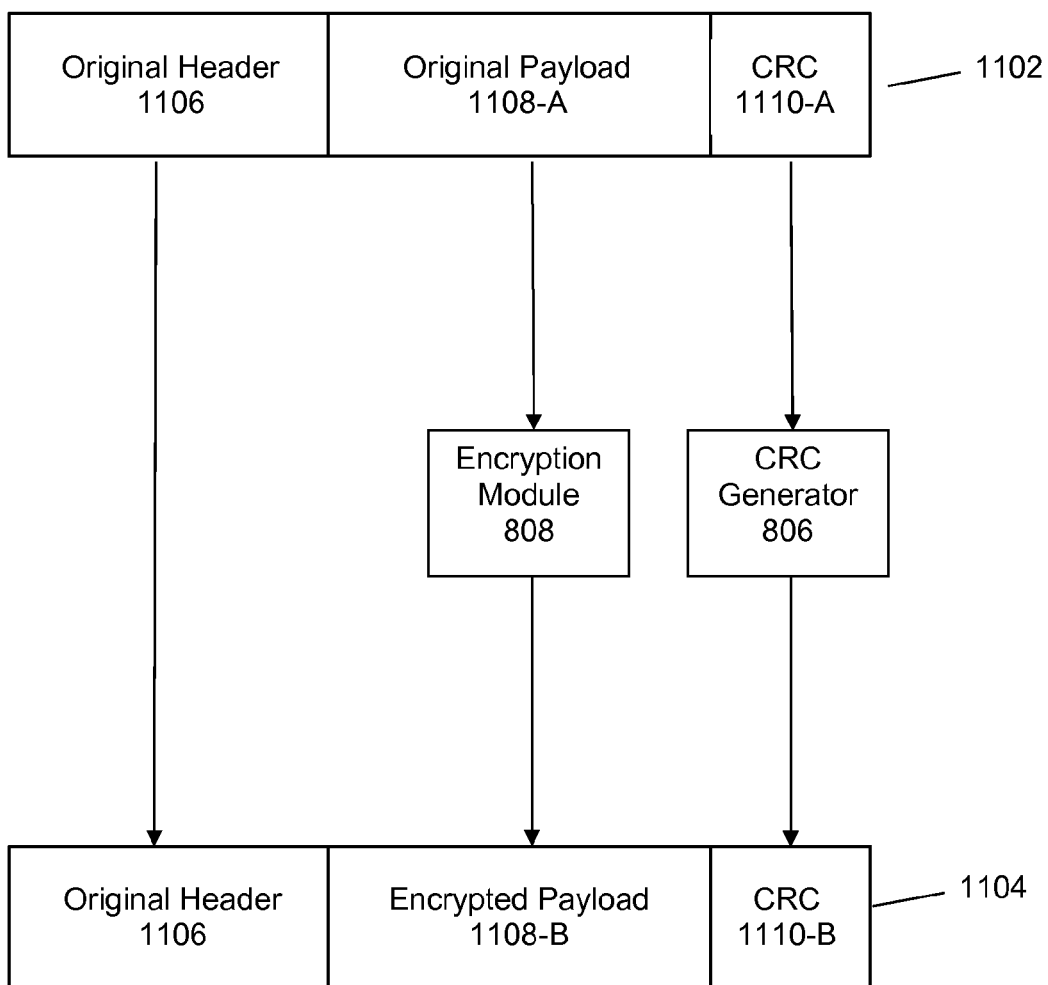 Original Header
1106
Original Payload
1108-A
CRC
1110-A
1102
Encryption
Module
808
CRC
Generator
806
Original Header
1106
Encrypted Payload
1108-B
CRC
1110-B
1104